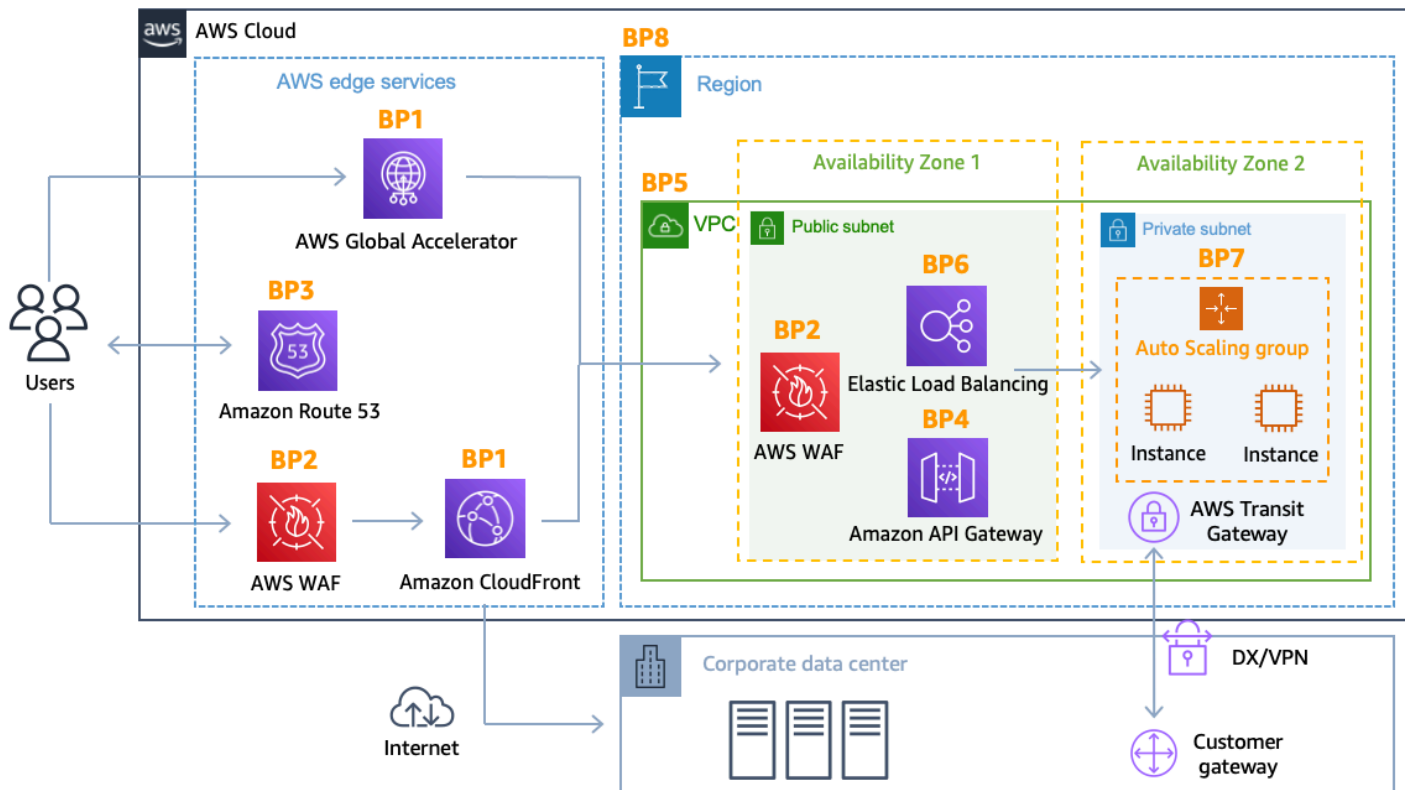 aws
AWS Cloud
BP8
AWS edge services
Region
BP1
Availability Zone 1
Availability Zone 2
BP5
VPC
Public subnet
Private subnet
AWS Global Accelerator
BP6
BP7
BP3
53
BP2
Auto Scaling group
Users
Elastic Load Balancing
Amazon Route 53
BP4
</>
AWS WAF
Instance
Instance
BP2
BP1
Amazon API Gateway
AWS Transit
Gateway
AWS WAF
Amazon CloudFront
Corporate data center
DX/VPN
Internet
Customer
gateway